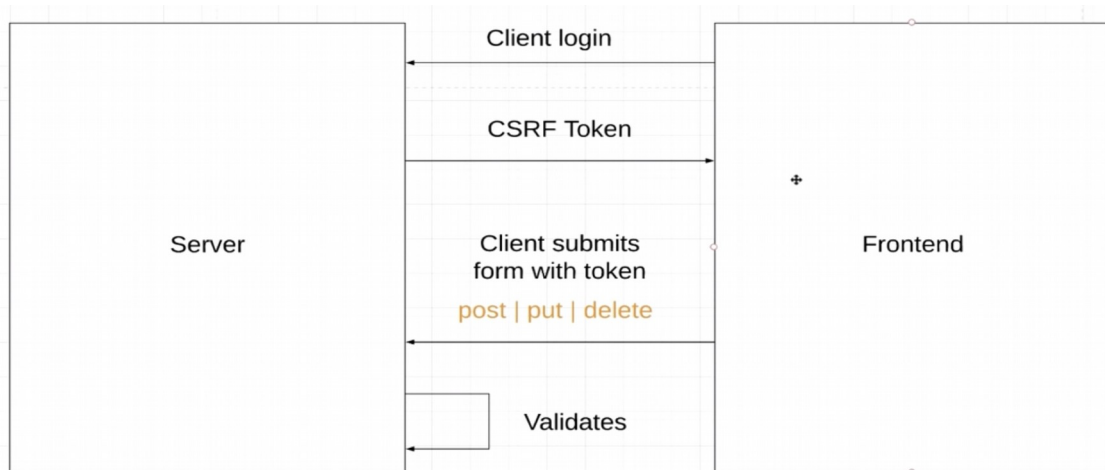 Client login
CSRF Token
Server
Client submits
form with token
post | put | delete
Frontend
Validates